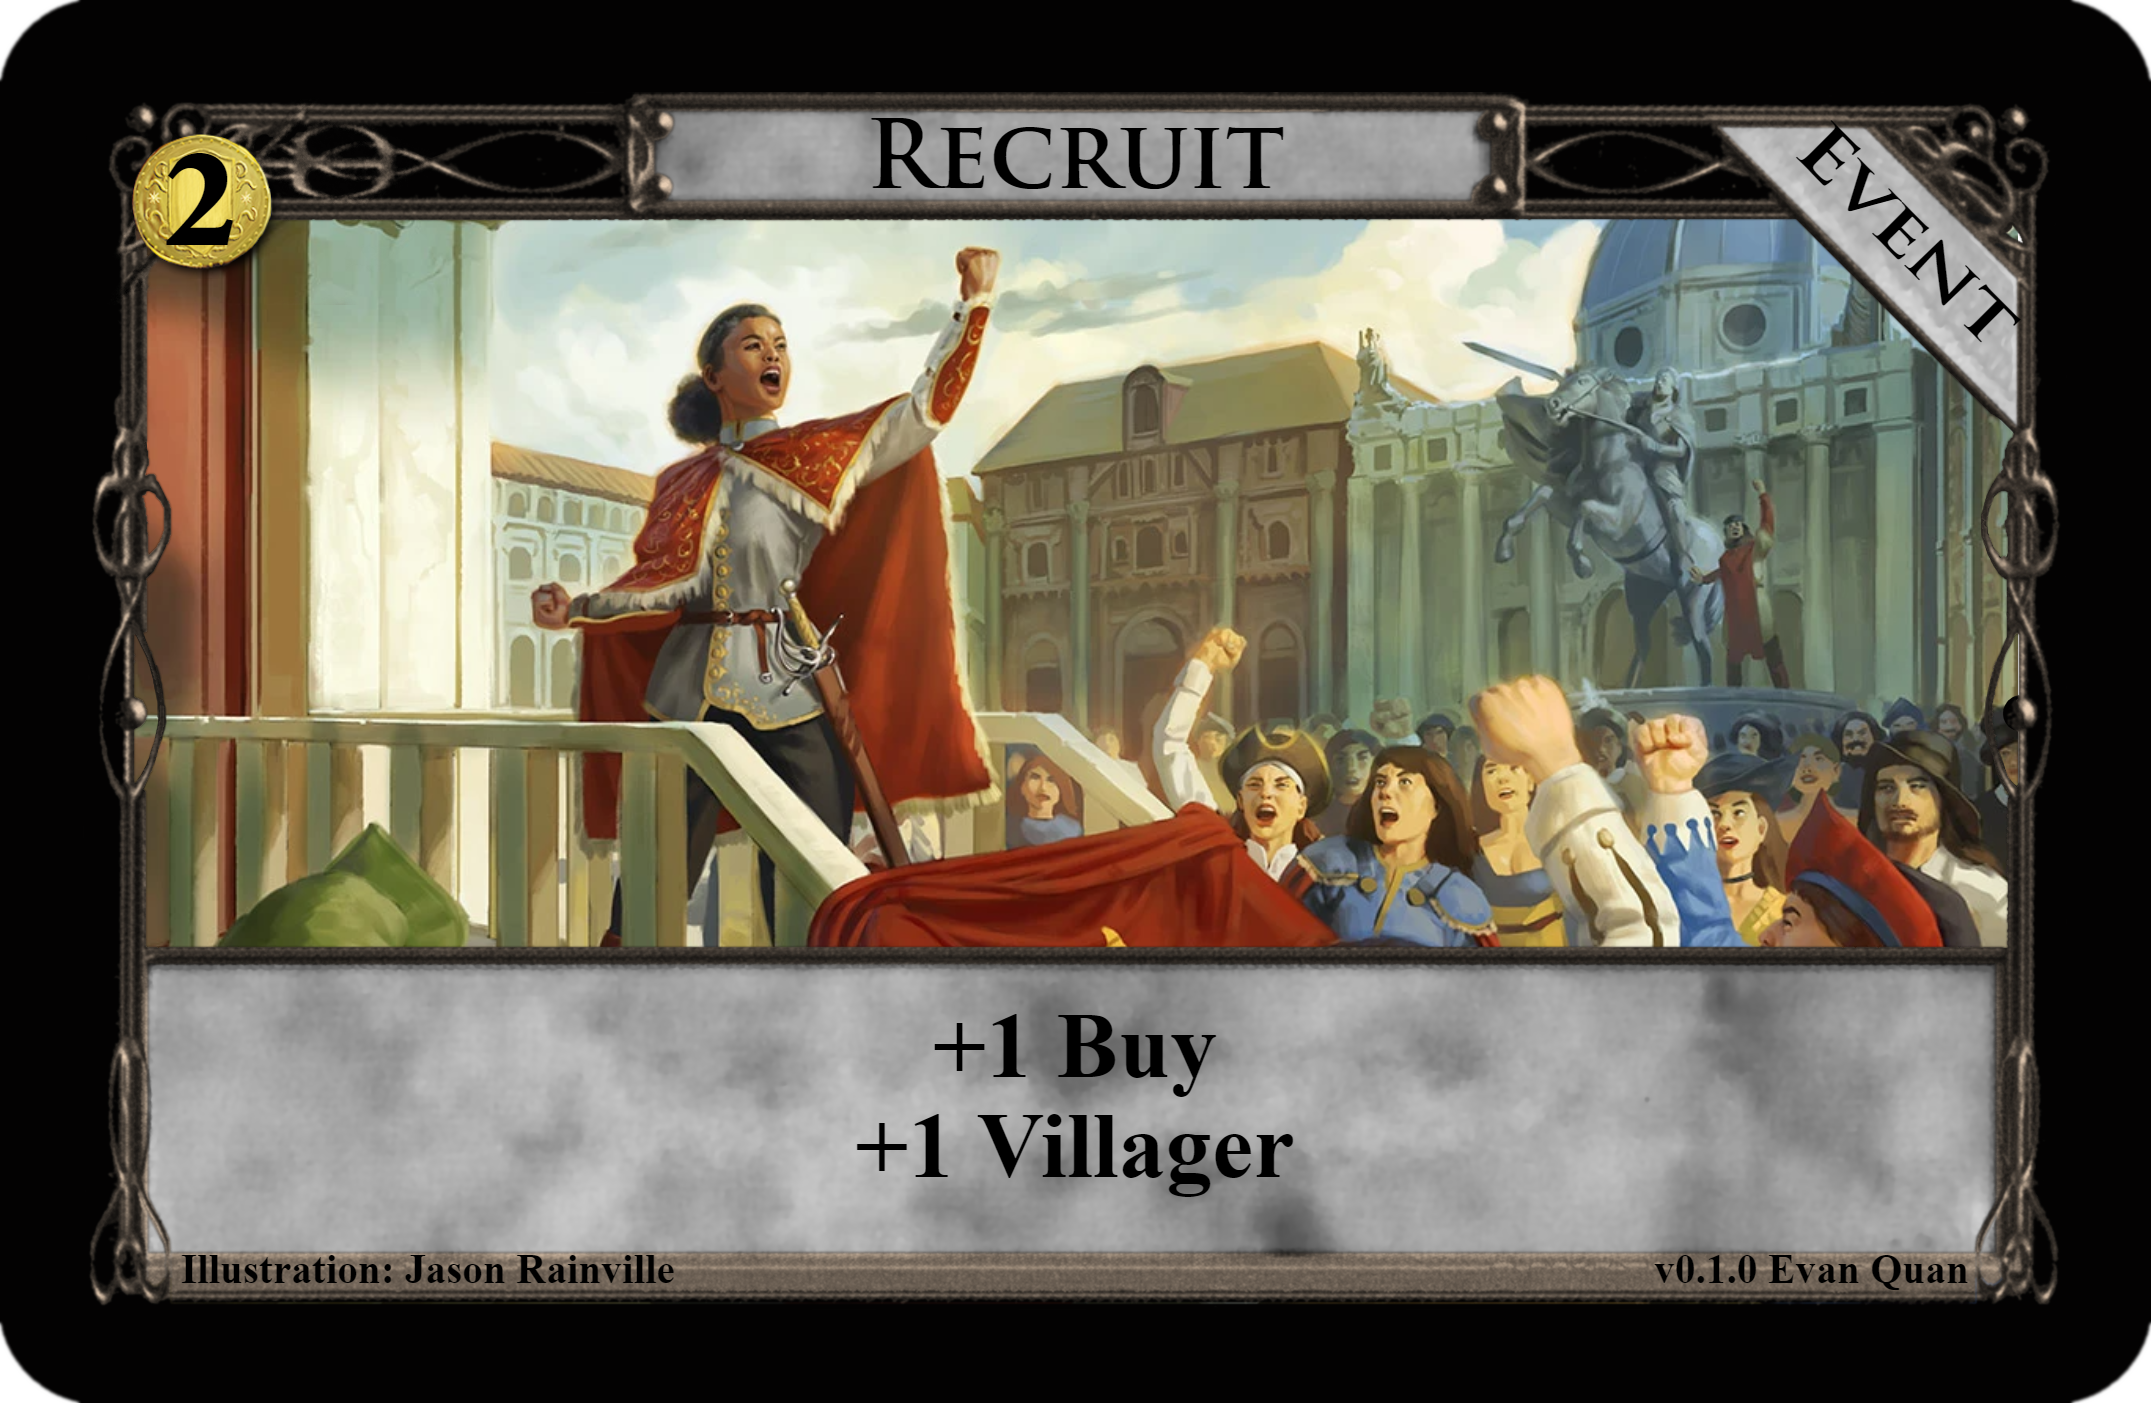 2
RECRUIT
EVENT
+1 Buy
+1 Villager
Illustration: Jason Rainville
v0.1.0 Evan Quan